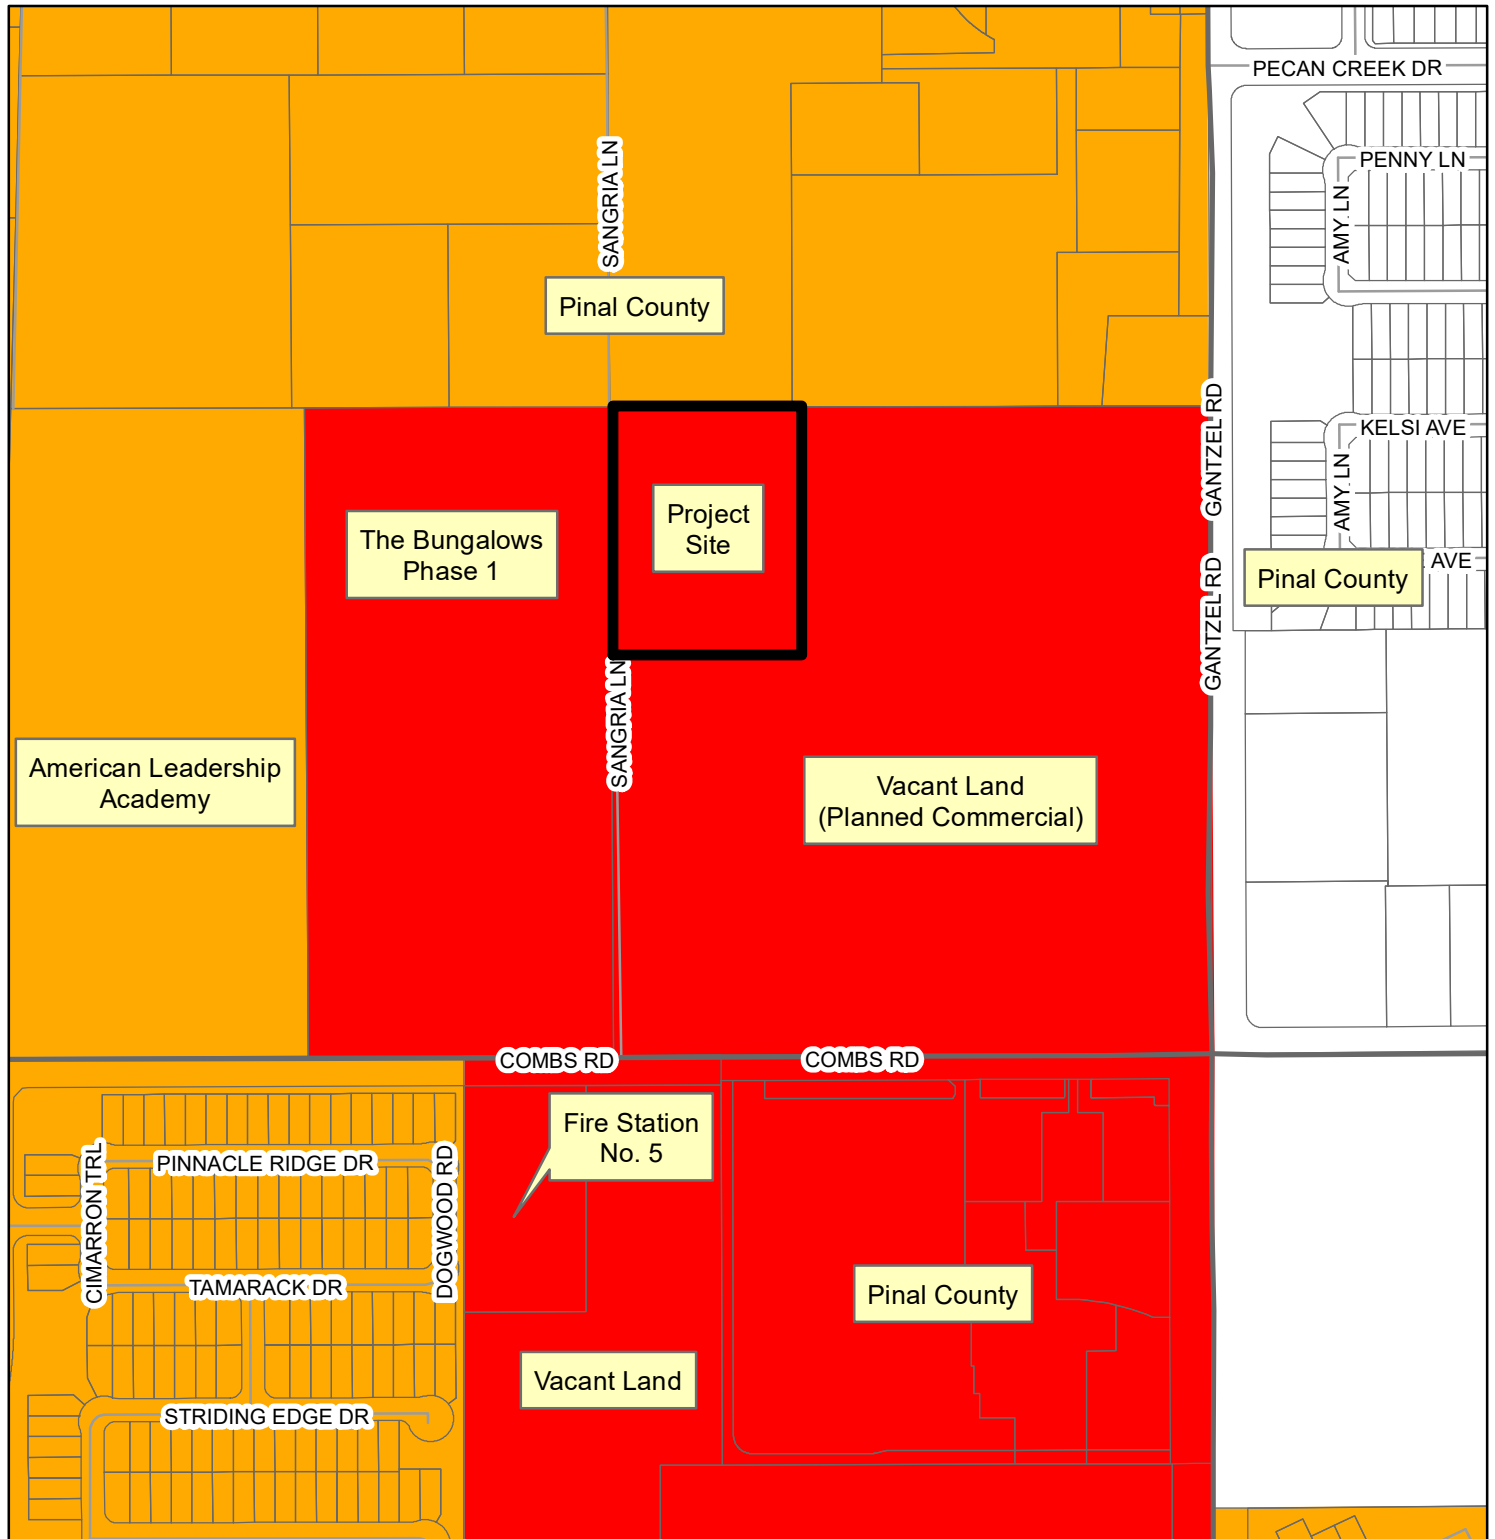 PECAN CREEK DR
PENNY LN
SANGRIA LN
AMY LN
Pinal County
GANTZEL RD
KELSI AVE
AMY LN
Project
Site
The Bungalows
Phase 1
AVE
Pinal County
GANTZEL RD
SANGRIA LN
American Leadership
Academy
Vacant Land
(Planned Commercial)
COMBS RD
COMBS RD
Fire Station
No. 5
CIMARRON TRL
PINNACLE RIDGE DR
DOGWOOD RD
TAMARACK DR
Pinal County
Vacant Land
STRIDING EDGE DR